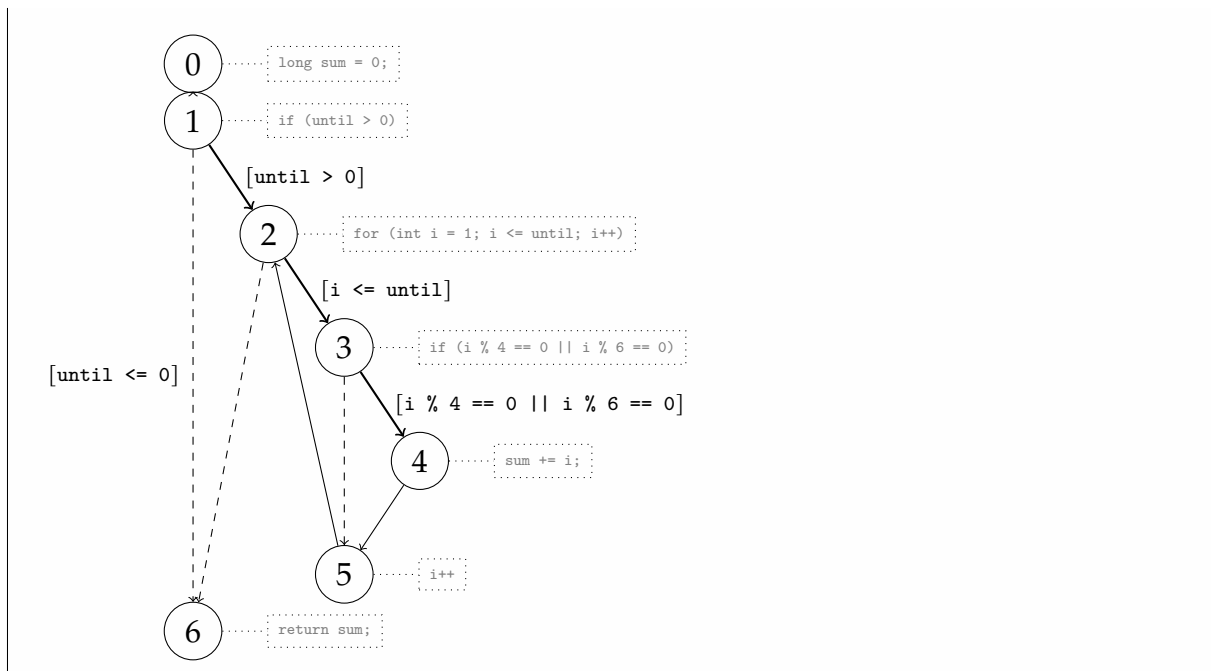 0 long sum = 0;
1 if (until > 0)
[until > 0]
2 for (int i = 1; i <= until; i++)
[i <= until]
3 if (i % 4 == 0 || i % 6 == 0)
[until <= 0]
[i % 4 == 0 || i % 6 == 0]
4 sum += i;
5 i++
6 return sum;